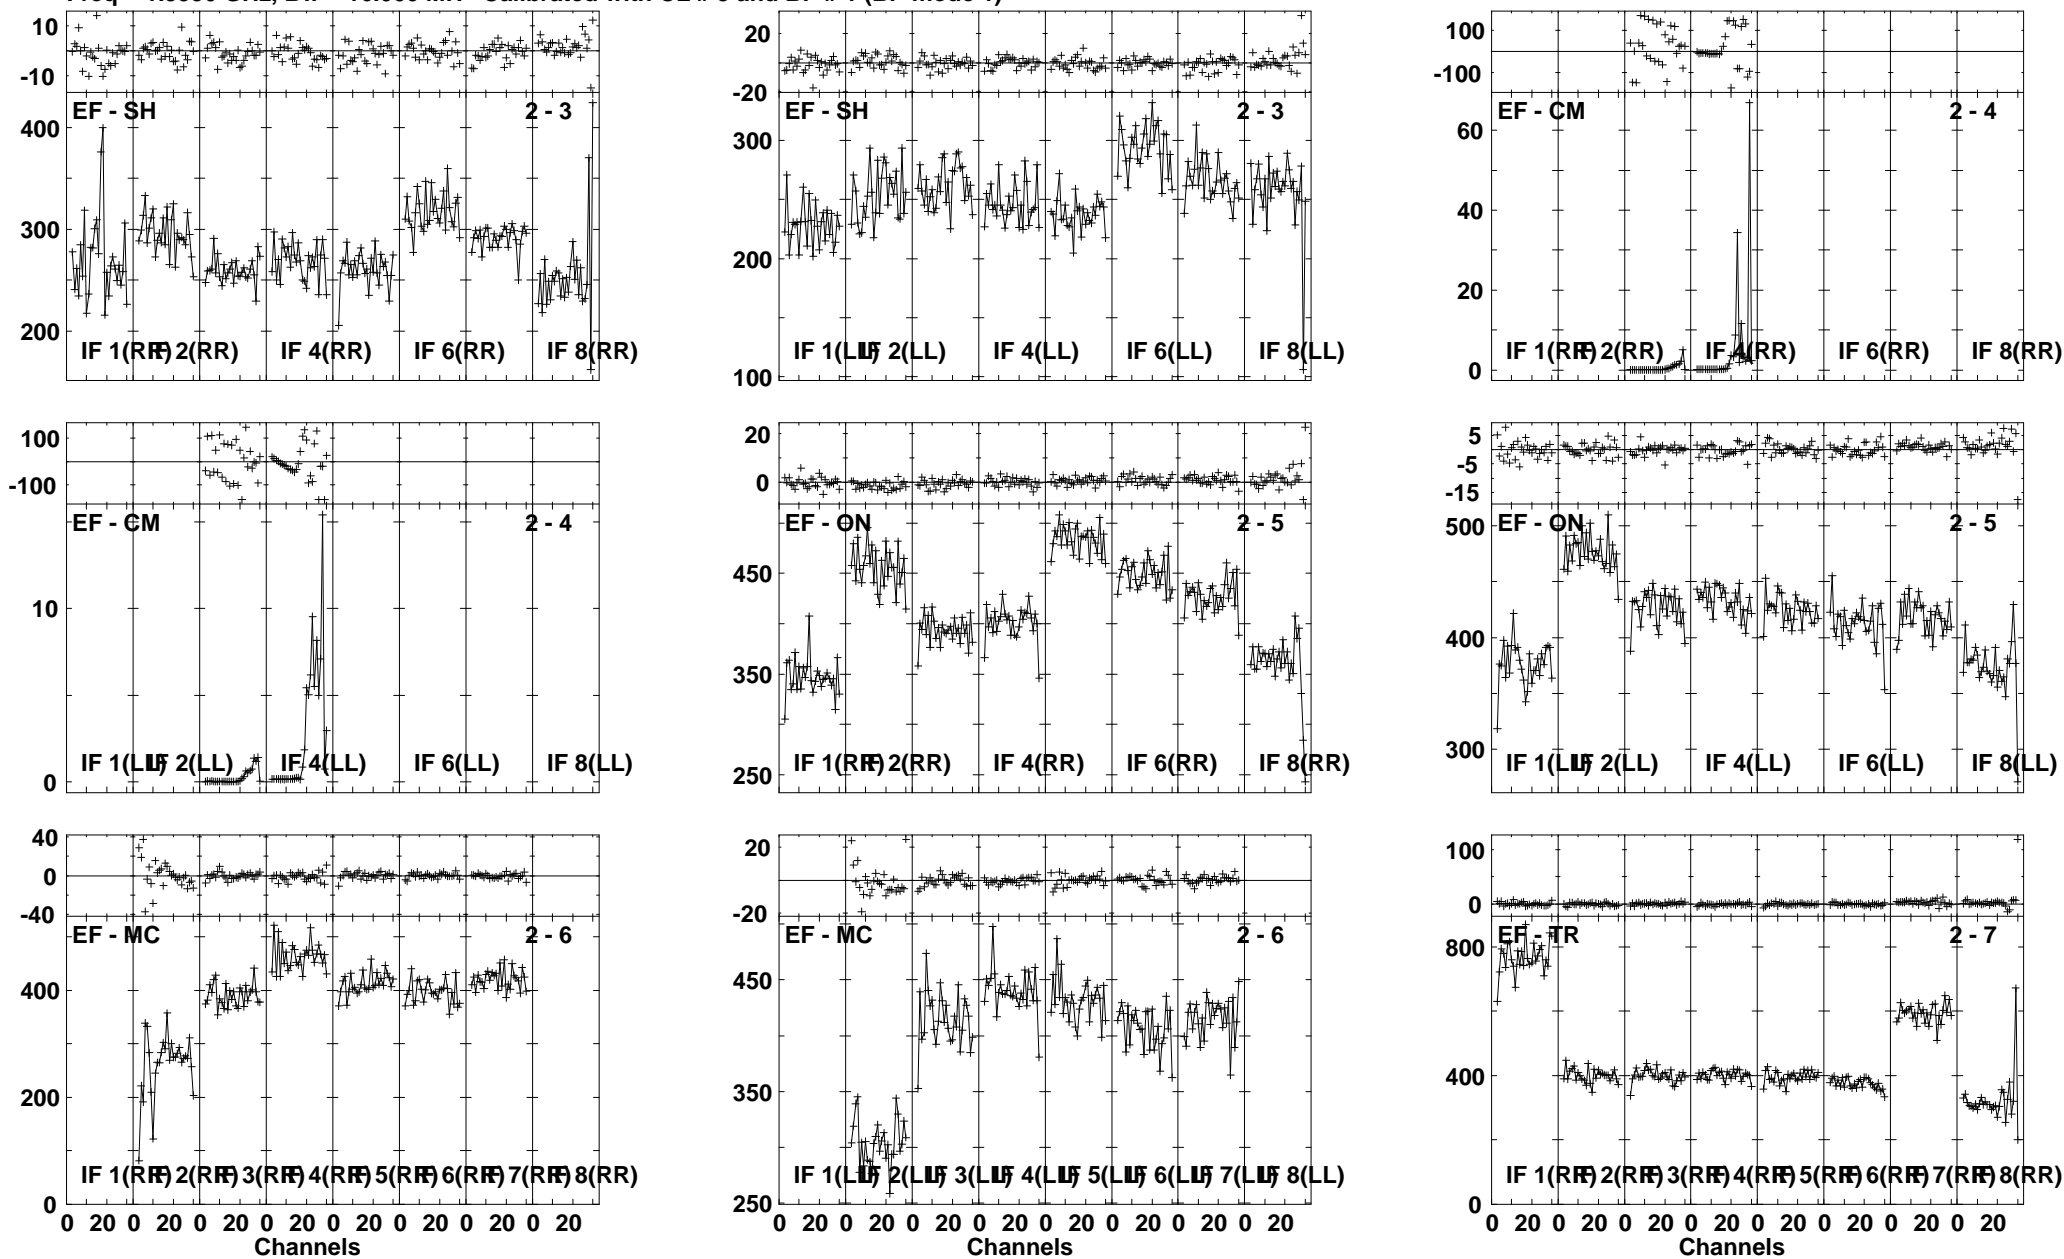 10
-10
EF - SH 2 - 3
400
300
200
IF 1(RR) IF 2(RR) IF 4(RR) IF 6(RR) IF 8(RR)
20
-20
EF - SH 2 - 3
300
200
100
IF 1(LL) IF 2(LL) IF 4(LL) IF 6(LL) IF 8(LL)
100
-100
EF - CM 2 - 4
60
40
20
0
IF 1(RR) IF 2(RR) IF 4(RR) IF 6(RR) IF 8(RR)
100
-100
EF - CM 2 - 4
10
0
IF 1(LL) IF 2(LL) IF 4(LL) IF 6(LL) IF 8(LL)
20
0
EF - ON 2 - 5
450
350
250
IF 1(RR) IF 2(RR) IF 4(RR) IF 6(RR) IF 8(RR)
5
-5
-15
EF - ON 2 - 5
500
400
300
IF 1(LL) IF 2(LL) IF 4(LL) IF 6(LL) IF 8(LL)
40
0
-40
EF - MC 2 - 6
400
200
0
IF 1(RR) IF 2(RR) IF 3(RR) IF 4(RR) IF 5(RR) IF 6(RR) IF 7(RR) IF 8(RR)
0 20 0 20 0 20 0 20 0 20 0 20 0 20 0 20
Channels
20
-20
EF - MC 2 - 6
450
350
250
IF 1(LL) IF 2(LL) IF 3(LL) IF 4(LL) IF 5(LL) IF 6(LL) IF 7(LL) IF 8(LL)
0 20 0 20 0 20 0 20 0 20 0 20 0 20 0 20
Channels
100
0
EF - TR 2 - 7
800
400
0
IF 1(RR) IF 2(RR) IF 3(RR) IF 4(RR) IF 5(RR) IF 6(RR) IF 7(RR) IF 8(RR)
0 20 0 20 0 20 0 20 0 20 0 20 0 20 0 20
Channels